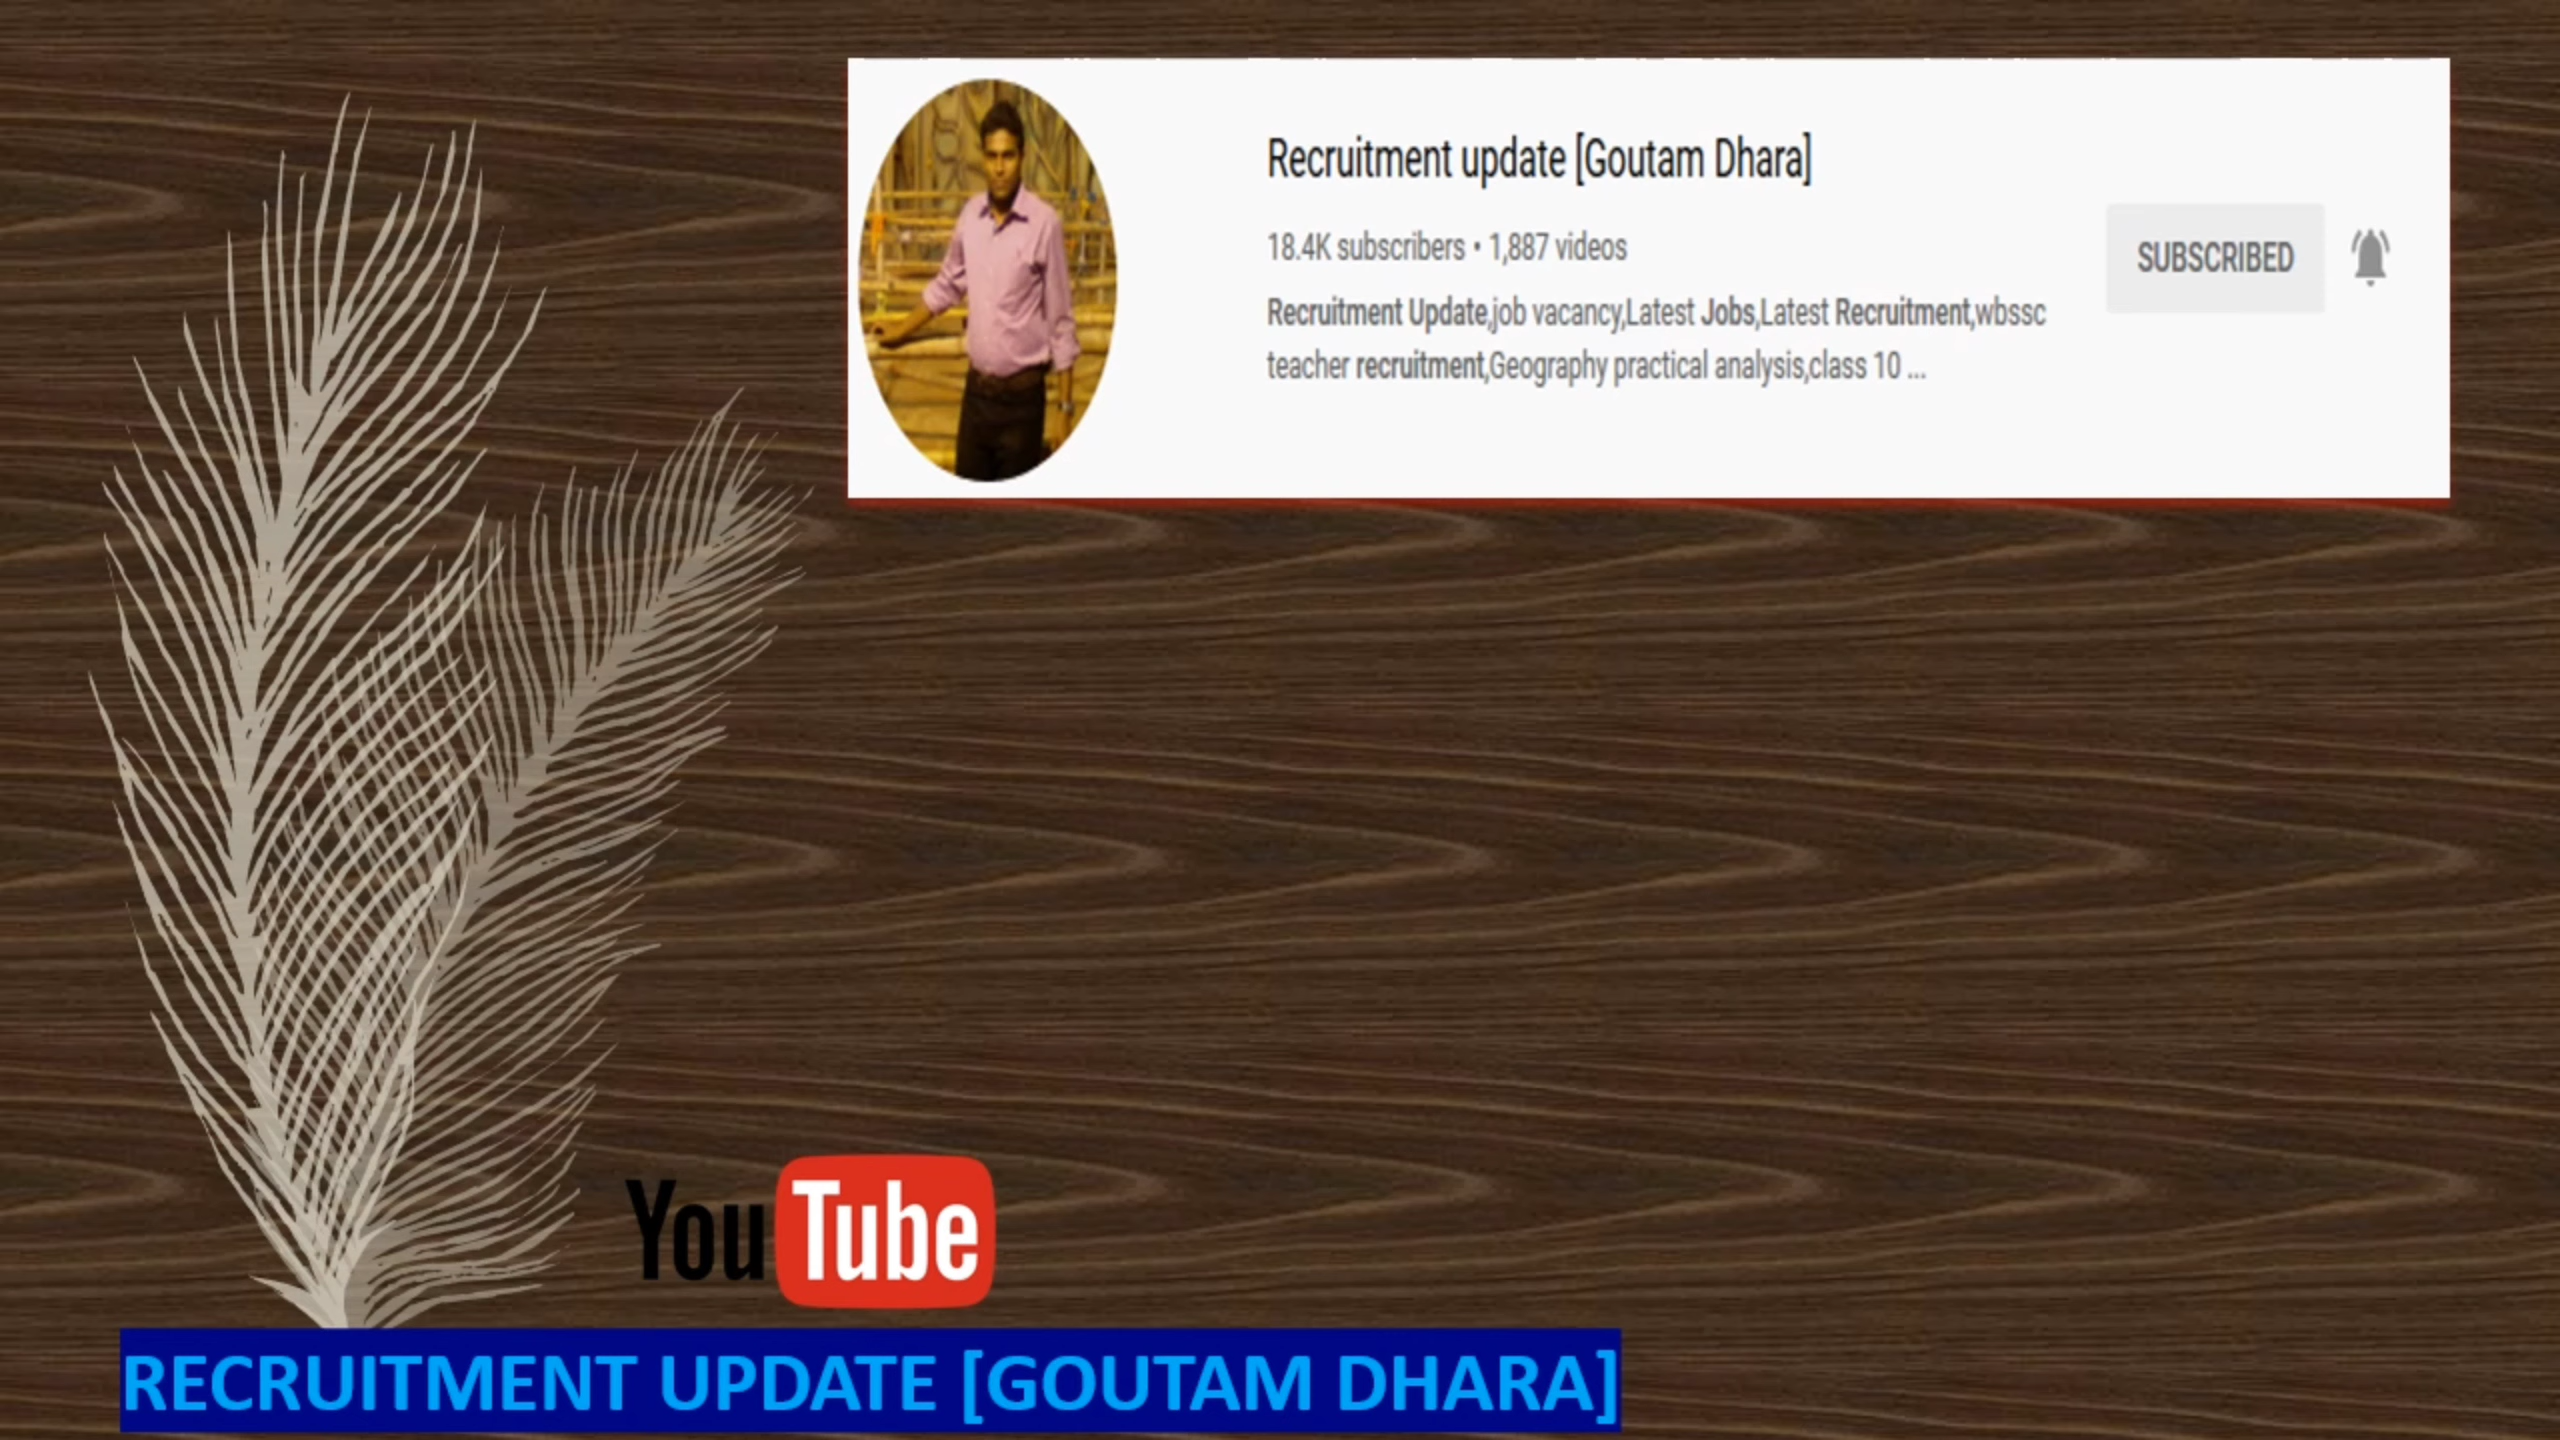 Recruitment update [Goutam Dhara]
18.4K subscribers • 1,887 videos
SUBSCRIBED
Recruitment Update,job vacancy,Latest Jobs,Latest Recruitment,wbssc
teacher recruitment,Geography practical analysis,class 10 ...
YouTube
RECRUITMENT UPDATE [GOUTAM DHARA]